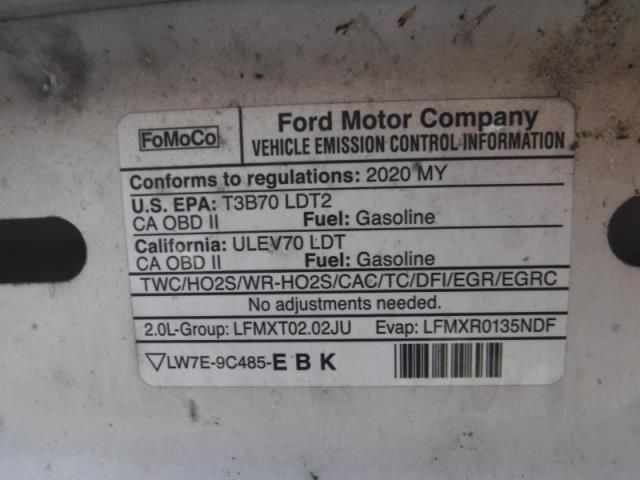 FoMoCo
Ford Motor Company
VEHICLE EMISSION CONTROL INFORMATION
Conforms to regulations: 2020 MY
U.S. EPA: T3B70 LDT2
CA OBD II Fuel: Gasoline
California: ULEV70 LDT
CA OBD II Fuel: Gasoline
TWC/HO2S/WR-HO2S/CAC/TC/DFI/EGR/EGRC
No adjustments needed.
2.0L-Group: LFMXT02.02JU Evap: LFMXR0135NDF
LW7E-9C485-E B K